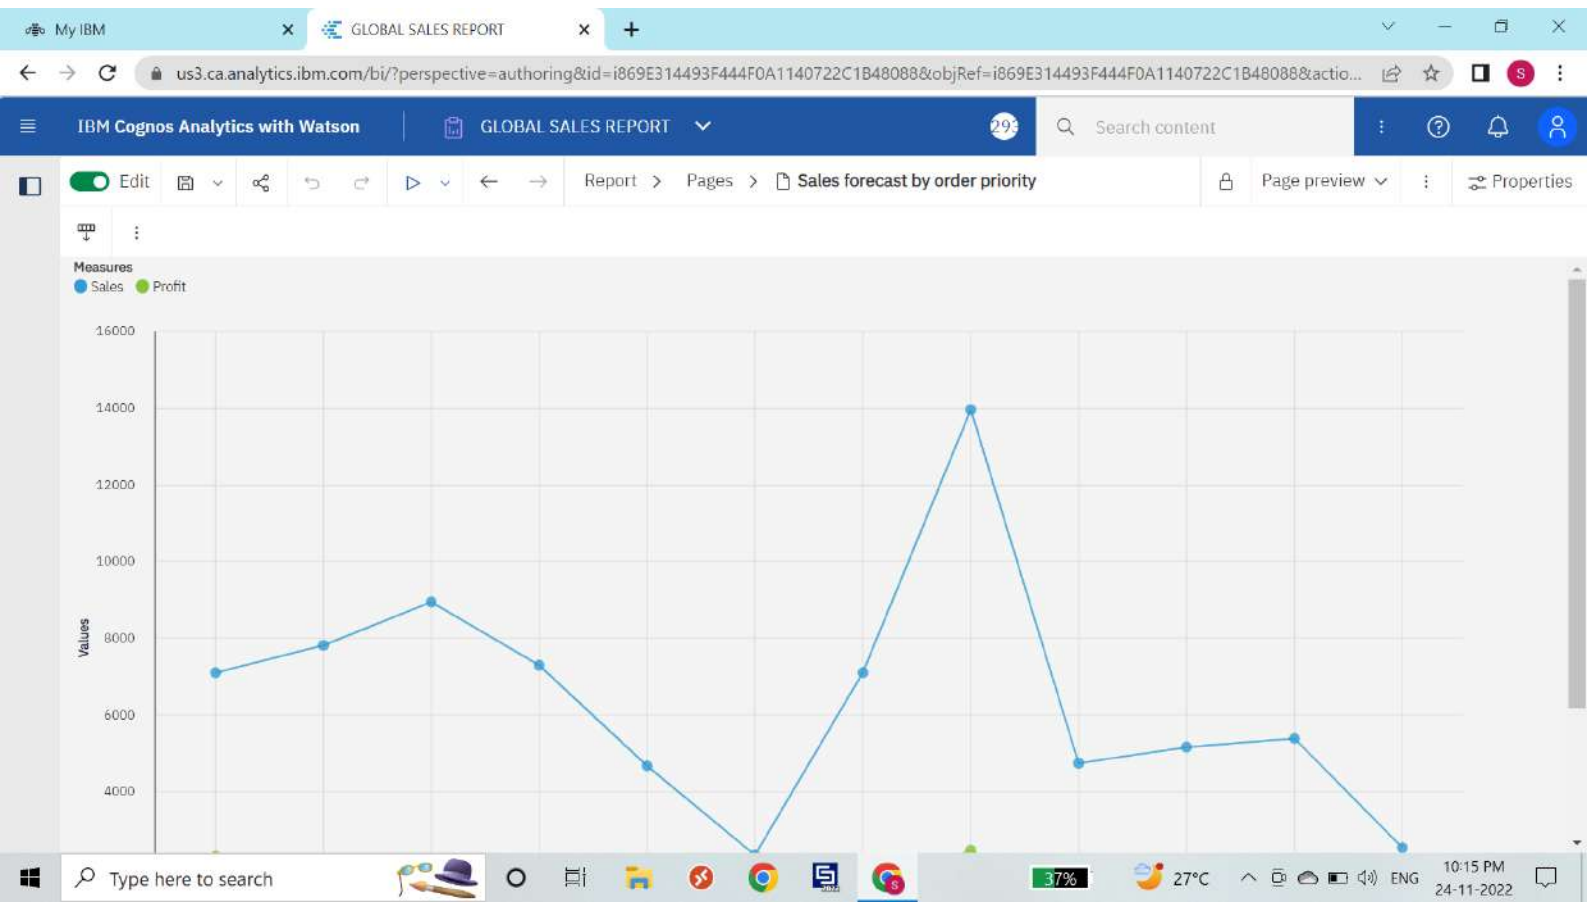 My IBM
GLOBAL SALES REPORT
us3.ca.analytics.ibm.com/bi/?perspective=authoring&id=i869E314493F444F0A1140722C1B48088&objRef=i869E314493F444F0A1140722C1B48088&actio...
S
IBM Cognos Analytics with Watson
GLOBAL SALES REPORT
293
Search content
Edit
Report > Pages > Sales forecast by order priority
Page preview
Properties
Measures
Sales Profit
16000
14000
12000
10000
Values
8000
6000
4000
Type here to search
37%
27°C
ENG
10:15 PM
24-11-2022